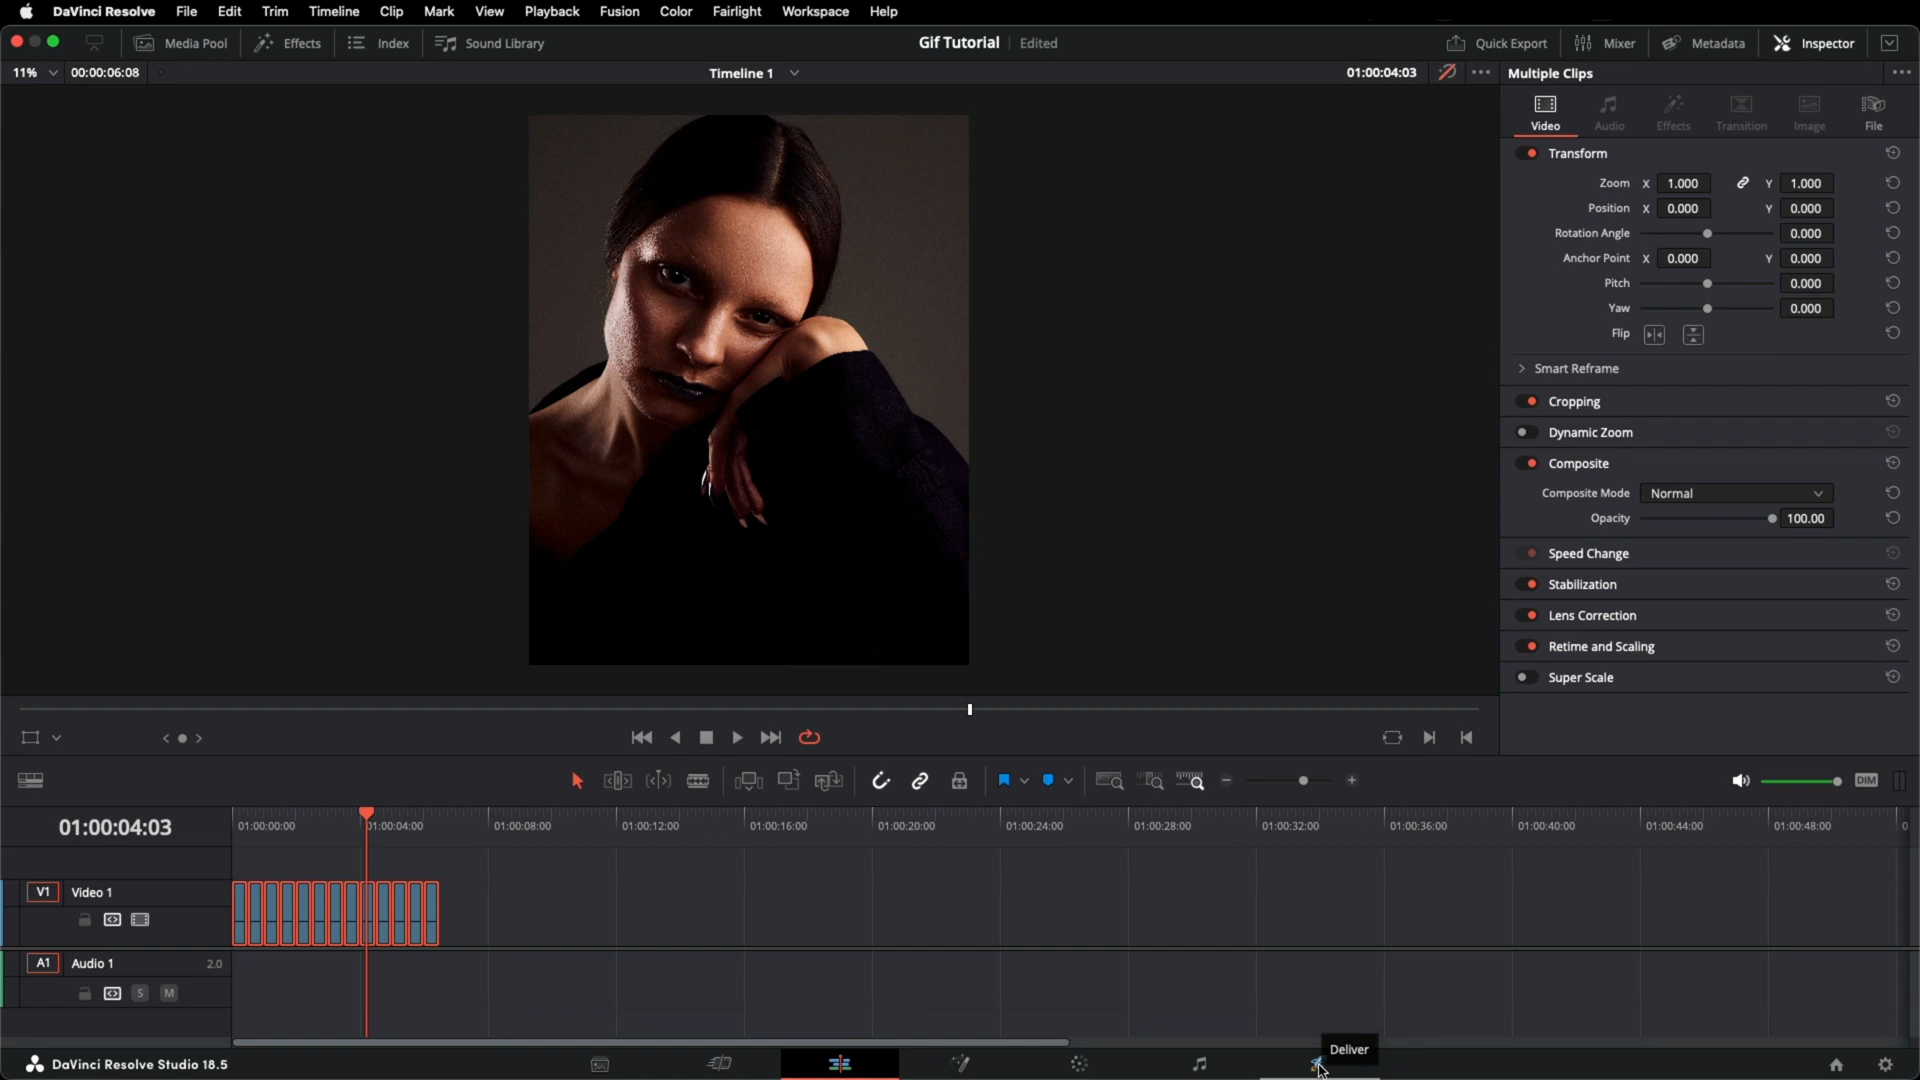 DaVinci Resolve File Edit Trim Timeline Clip Mark View Playback Fusion Color Fairlight Workspace Help
Media Pool Effects Index Sound Library Gif Tutorial Edited Quick Export Mixer Metadata Inspector
11% 00:00:06:08 Timeline 1 01:00:04:03 Multiple Clips
Video Audio Effects Transition Image File
Transform
Zoom X 1.000 Y 1.000
Position X 0.000 Y 0.000
Rotation Angle 0.000
Anchor Point X 0.000 Y 0.000
Pitch 0.000
Yaw 0.000
Flip
Smart Reframe
Cropping
Dynamic Zoom
Composite
Composite Mode Normal
Opacity 100.00
Speed Change
Stabilization
Lens Correction
Retime and Scaling
Super Scale
DIM
01:00:04:03 01:00:00:00 01:00:04:00 01:00:08:00 01:00:12:00 01:00:16:00 01:00:20:00 01:00:24:00 01:00:28:00 01:00:32:00 01:00:36:00 01:00:40:00 01:00:44:00 01:00:48:00 0
V1 Video 1
A1 Audio 1 2.0
S M
Deliver
DaVinci Resolve Studio 18.5